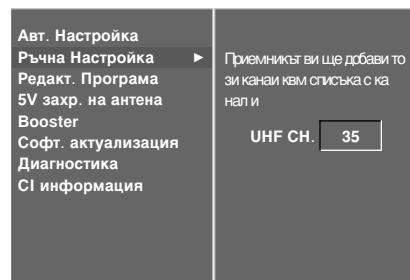 Авт. Настройка
Ръчна Настройка ►
Редакт. Програма
5V захр. на антена
Booster
Софт. актуализация
Диагностика
CI информация
Приемникът ви ще добави то
зи канаи квм списъка с ка
нал и
UHF CH. 35